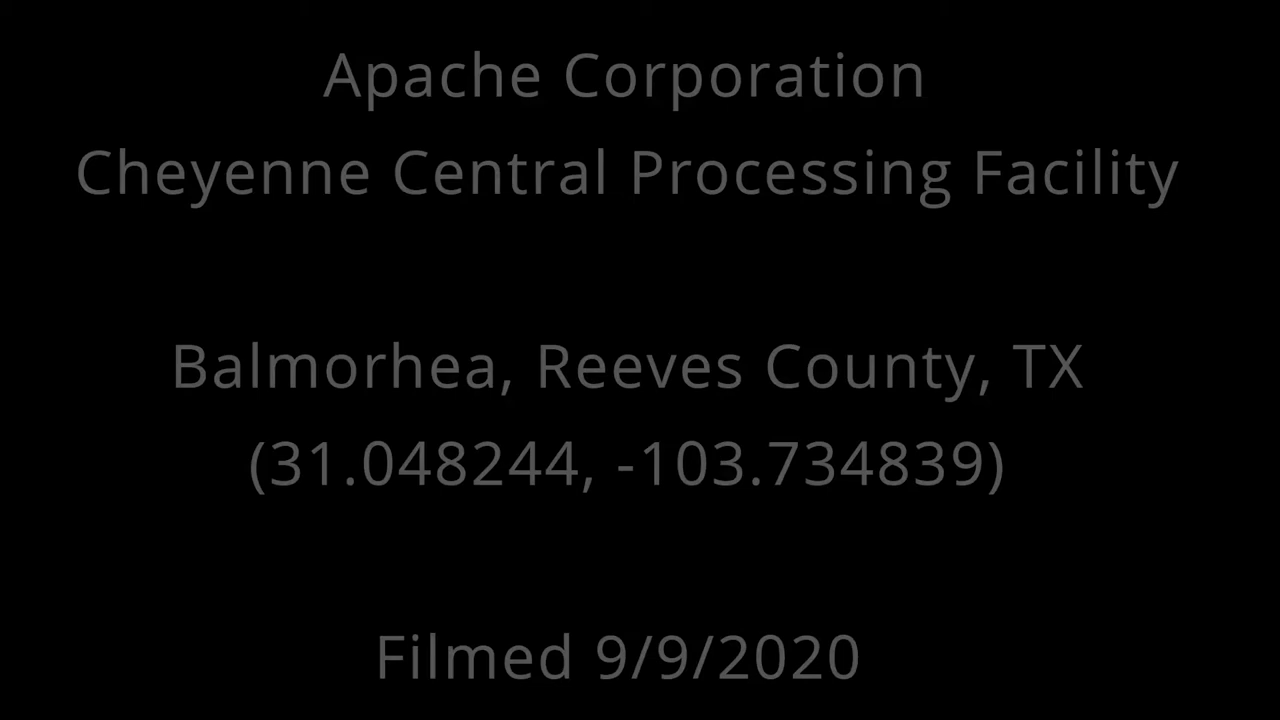 Apache Corporation
Cheyenne Central Processing Facility
Balmorhea, Reeves County, TX
(31.048244, -103.734839)
Filmed 9/9/2020